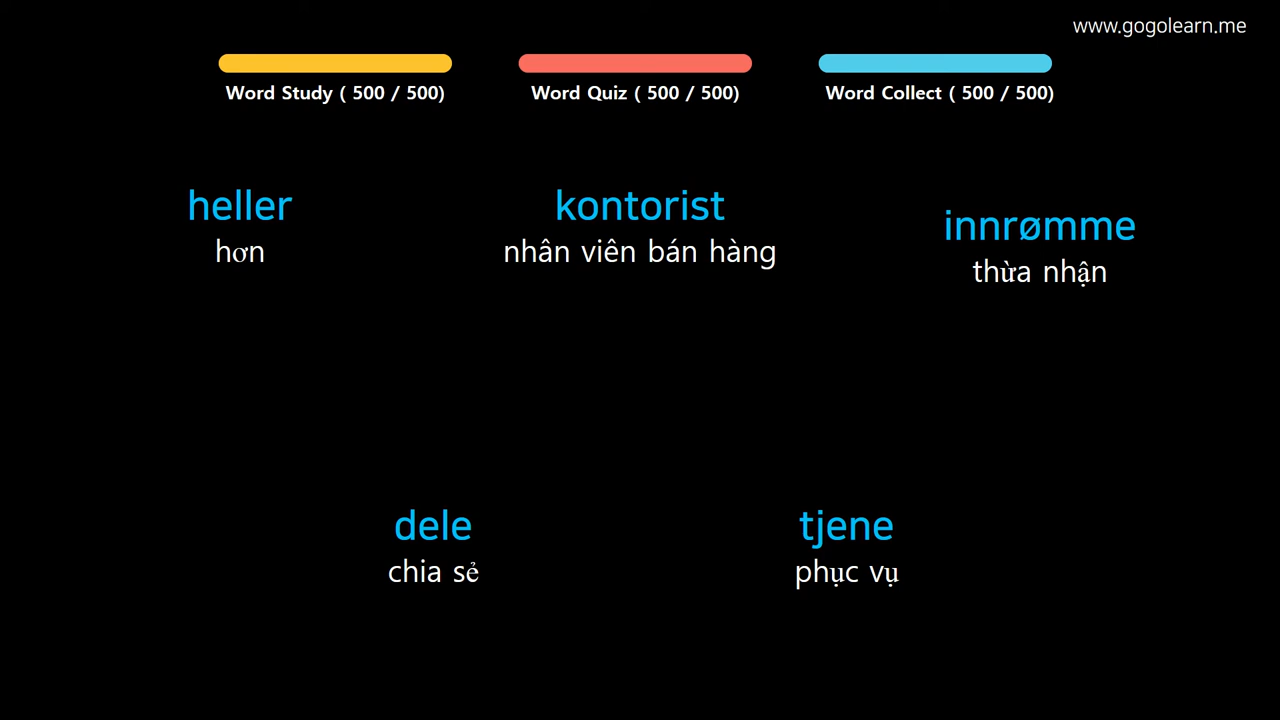 www.gogolearn.me
Word Study ( 500 / 500)
Word Quiz ( 500 / 500)
Word Collect ( 500 / 500)
heller
hơn
kontorist
nhân viên bán hàng
innrømme
thừa nhận
dele
chia sẻ
tjene
phục vụ